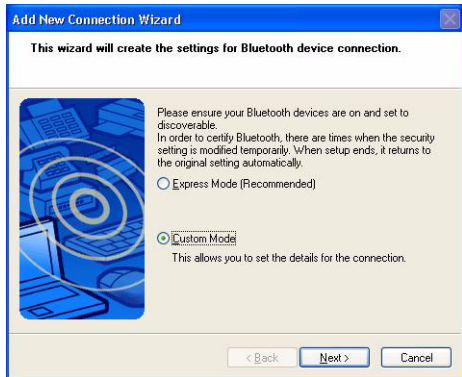 Add New Connection Wizard
This wizard will create the settings for Bluetooth device connection.
Please ensure your Bluetooth devices are on and set to
discoverable.
In order to certify Bluetooth, there are times when the security
setting is modified temporarily. When setup ends, it returns to
the original setting automatically.
Express Mode (Recommended)
Custom Mode
This allows you to set the details for the connection.
< Back Next > Cancel